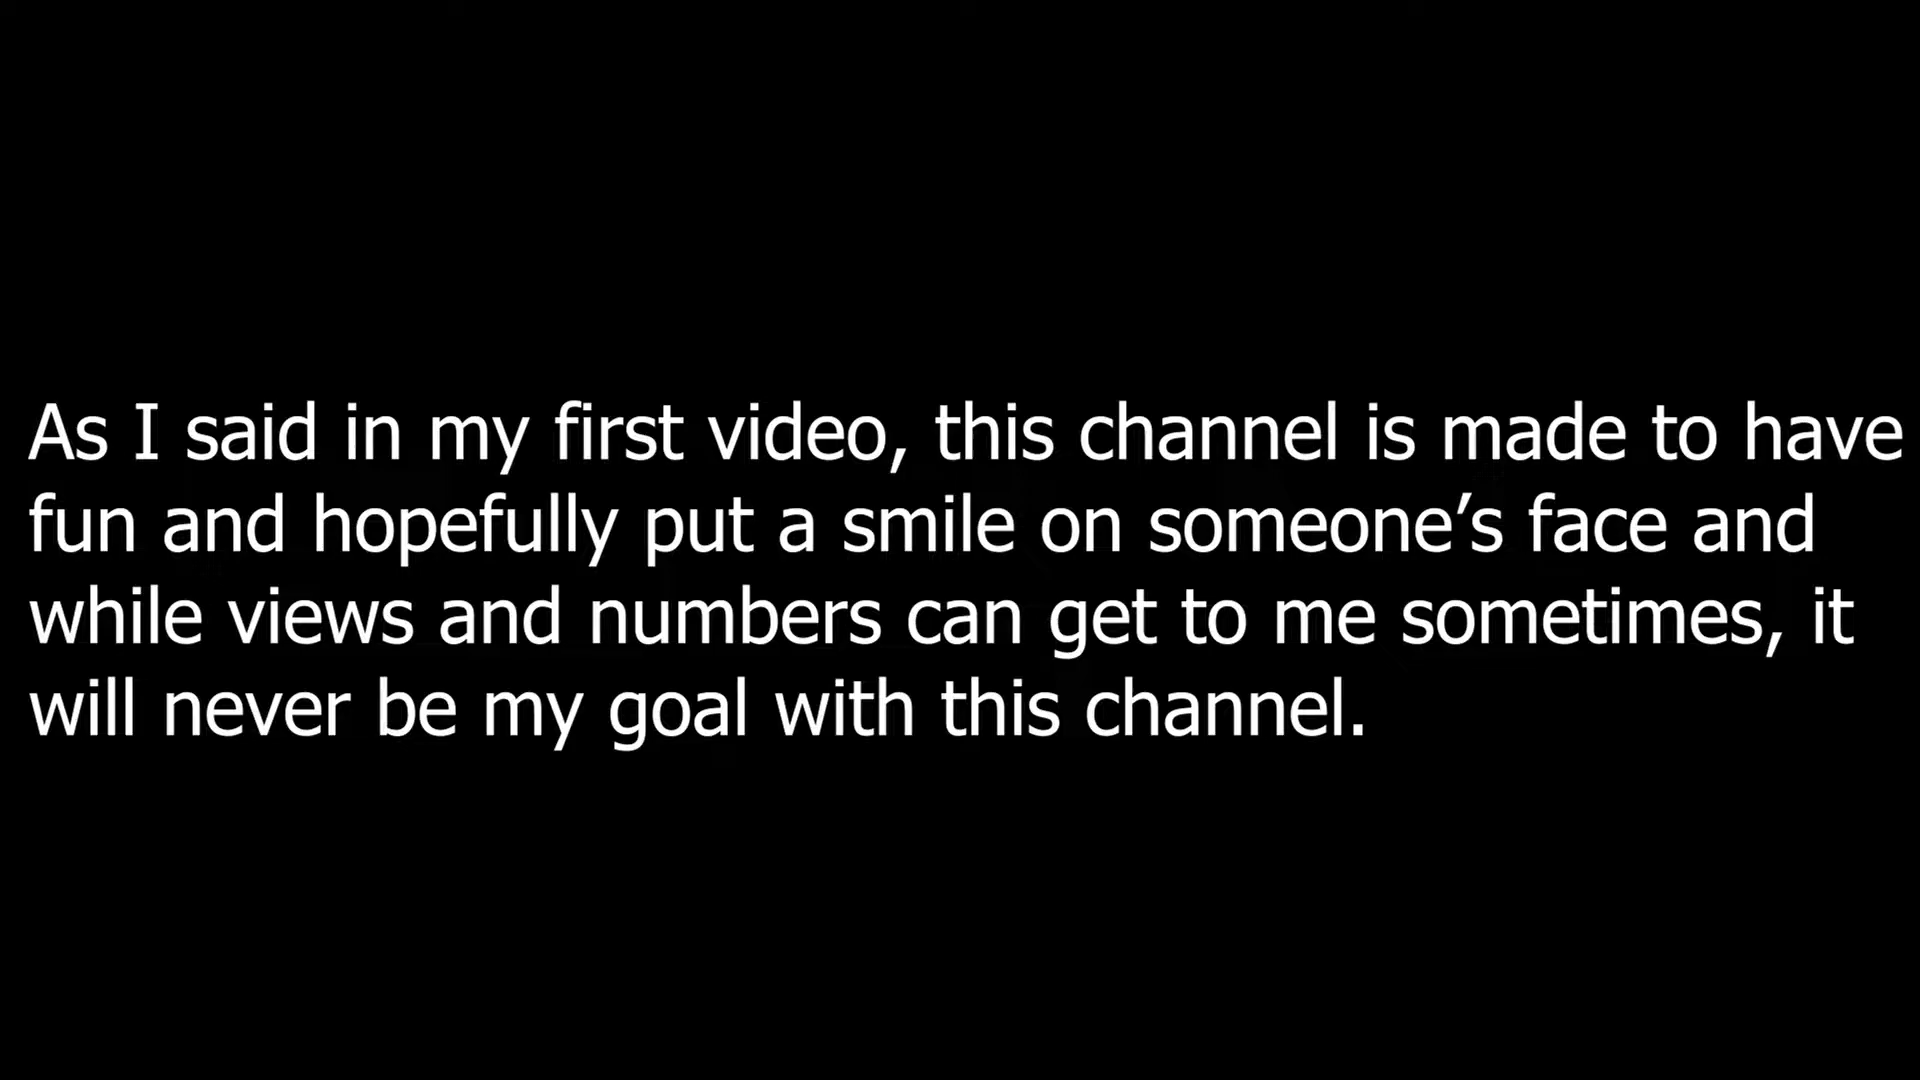 As I said in my first video, this channel is made to have
fun and hopefully put a smile on someone’s face and
while views and numbers can get to me sometimes, it
will never be my goal with this channel.